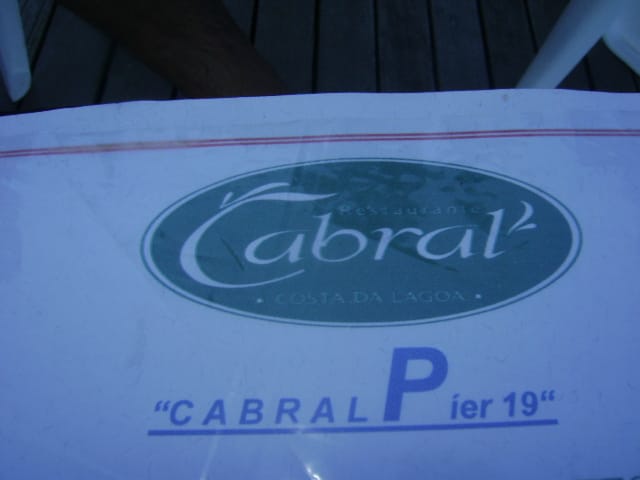 Restaurante
Cabral
• COSTA DA LAGOA •
"CABRAL Píer 19"